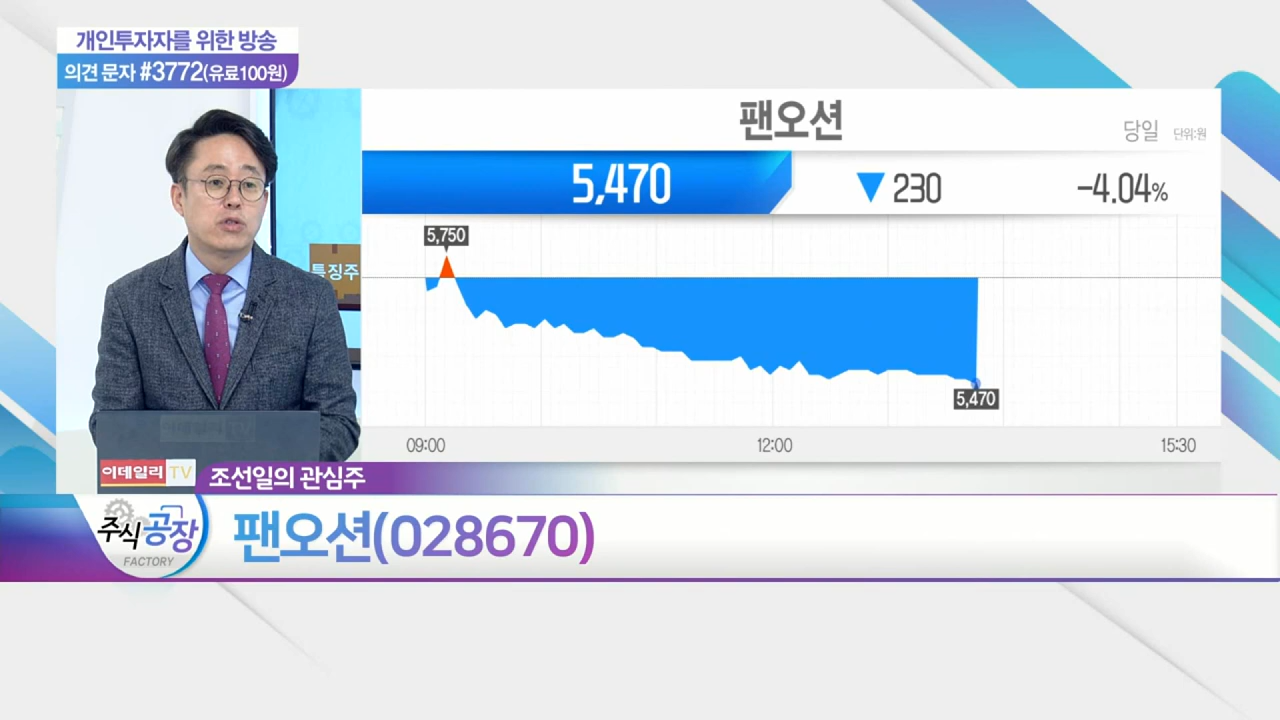 개인투자자를 위한 방송
의견 문자 #3772(유료100원)
팬오션
당일 단위:원
5,470 ▼ 230 -4.04%
5,750
특징주
5,470
09:00 12:00 15:30
이데일리 TV
조선일의 관심주
주식공장
FACTORY
팬오션(028670)